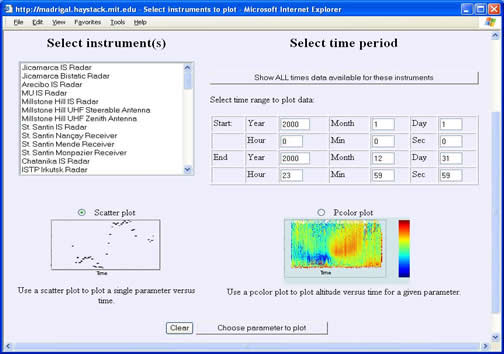 http://madrigal.haystack.mit.edu - Select instruments to plot - Microsoft Internet Explorer
File Edit View Favorites Tools Help
Select instrument(s)
Select time period
Jicamarca IS Radar
Jicamarca Bistatic Radar
Arecibo IS Radar
MU IS Radar
Millstone Hill IS Radar
Millstone Hill UHF Steerable Antenna
Millstone Hill UHF Zenith Antenna
St. Santin IS Radar
St. Santin Nançay Receiver
St. Santin Mende Receiver
St. Santin Monpazier Receiver
Chatanika IS Radar
ISTP Irkutsk Radar
Show ALL times data available for these instruments
Select time range to plot data:
Start: Year 2000 Month 1 Day 1
Hour 0 Min 0 Sec 0
End Year 2000 Month 12 Day 31
Hour 23 Min 59 Sec 59
Scatter plot
Time
Use a scatter plot to plot a single parameter versus
time.
Pcolor plot
Time
Use a pcolor plot to plot altitude versus time for a given parameter.
Clear Choose parameter to plot